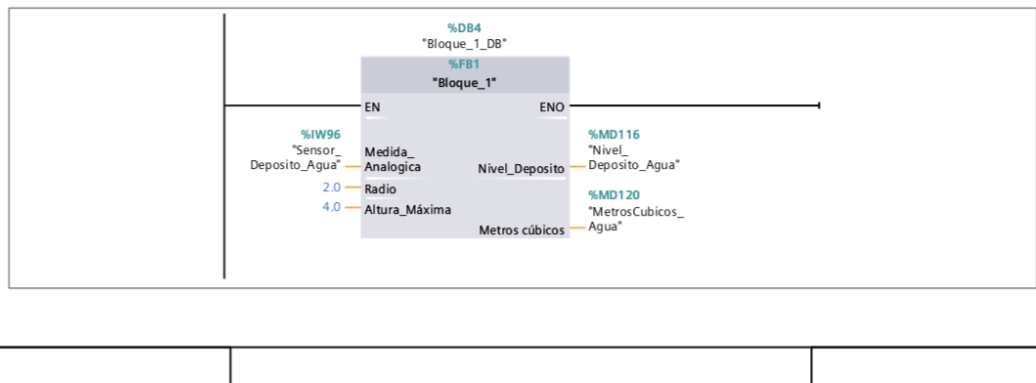 %DB4
"Bloque_1_DB"
%FB1
"Bloque_1"
EN
ENO
%IW96
"Sensor_
Deposito_Agua"
Medida_
Analogica
2.0
Radio
4.0
Altura_Máxima
Nivel_Deposito
%MD116
"Nivel_
Deposito_Agua"
Metros cúbicos
%MD120
"MetrosCubicos_
Agua"